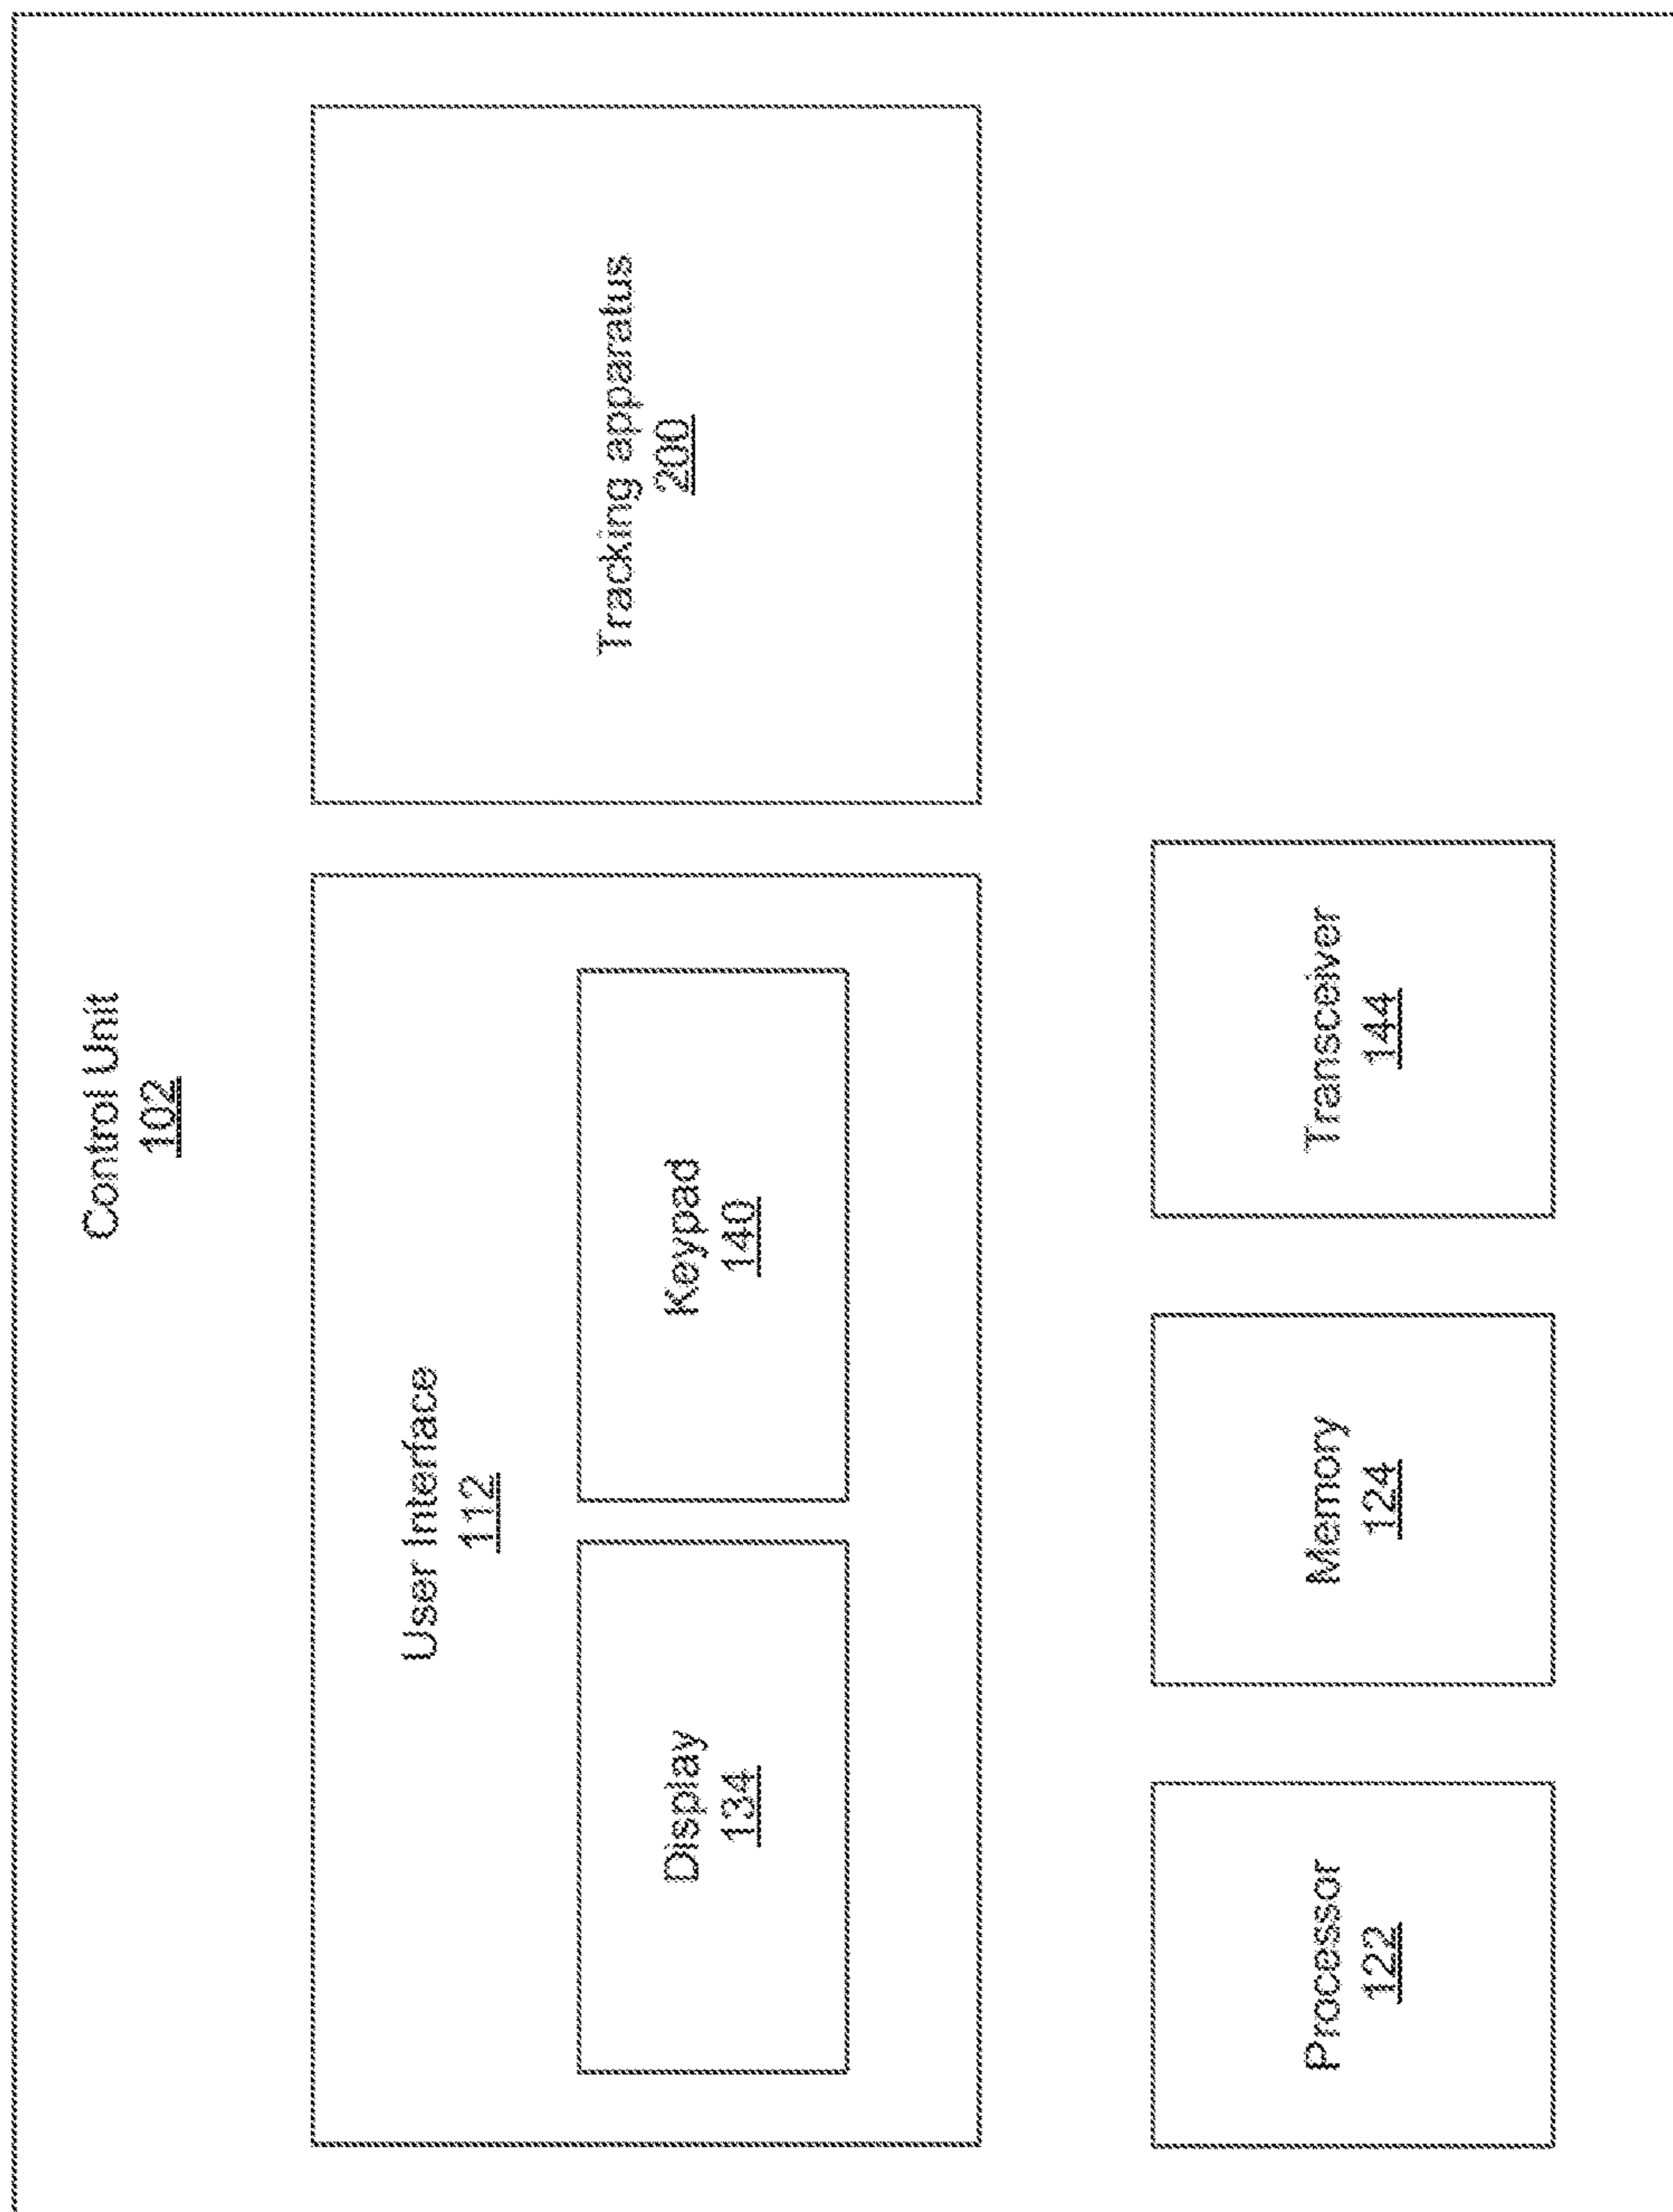 Control Unit
102
User Interface
112
Display
134
Keypad
140
Tracking apparatus
200
Processor
122
Memory
124
Transceiver
144